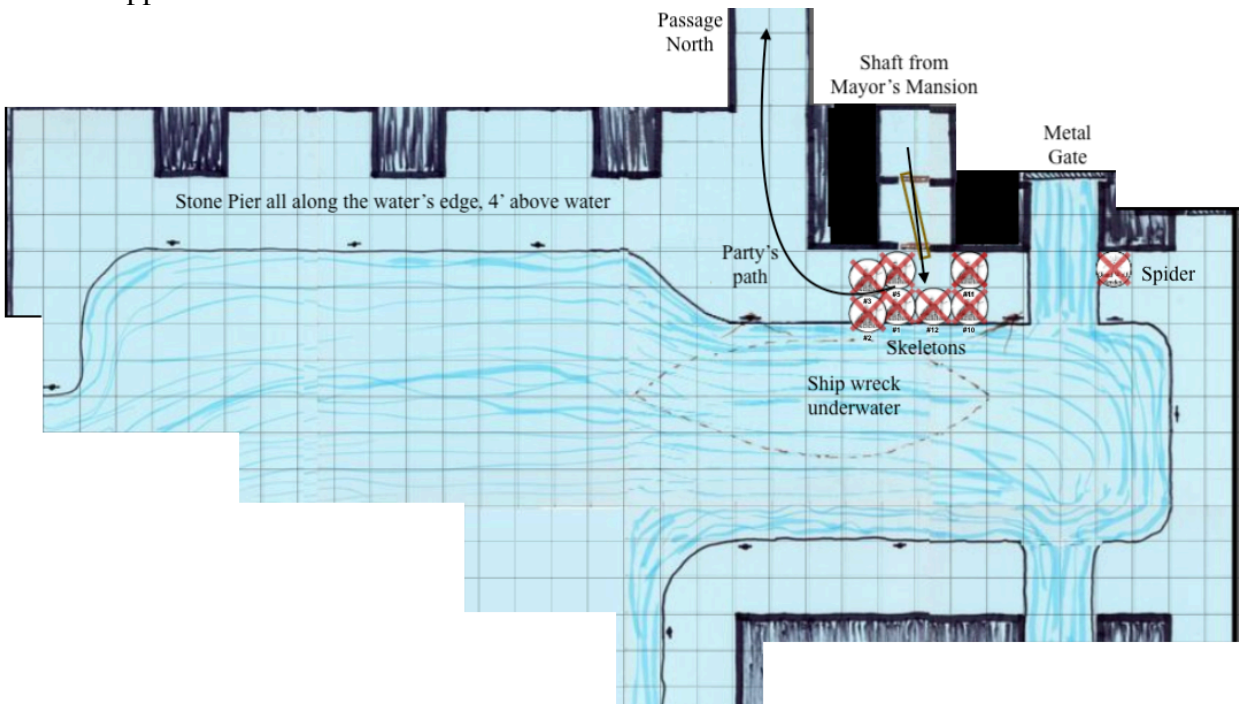 Passage
North
Shaft from
Mayor's Mansion
Metal
Gate
Stone Pier all along the water's edge, 4' above water
Party's
path
Spider
#3
#5
#11
#2
#1
#12
#10
Skeletons
Ship wreck
underwater